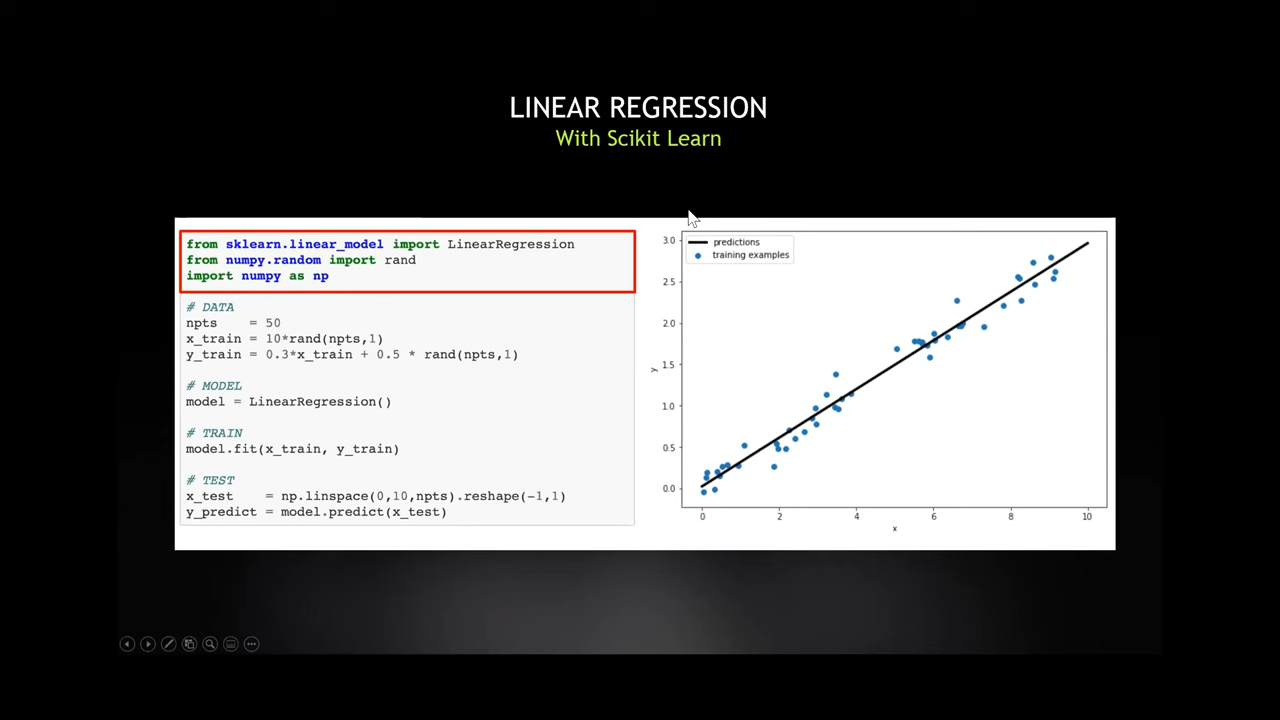 LINEAR REGRESSION
With Scikit Learn
from sklearn.linear_model import LinearRegression
from numpy.random import rand
import numpy as np
# DATA
npts    = 50
x_train = 10*rand(npts,1)
y_train = 0.3*x_train + 0.5 * rand(npts,1)
# MODEL
model = LinearRegression()
# TRAIN
model.fit(x_train, y_train)
# TEST
x_test    = np.linspace(0,10,npts).reshape(-1,1)
y_predict = model.predict(x_test)
predictions
training examples
3.0
2.5
2.0
1.5
1.0
0.5
0.0
y
0 2 4 6 8 10
x